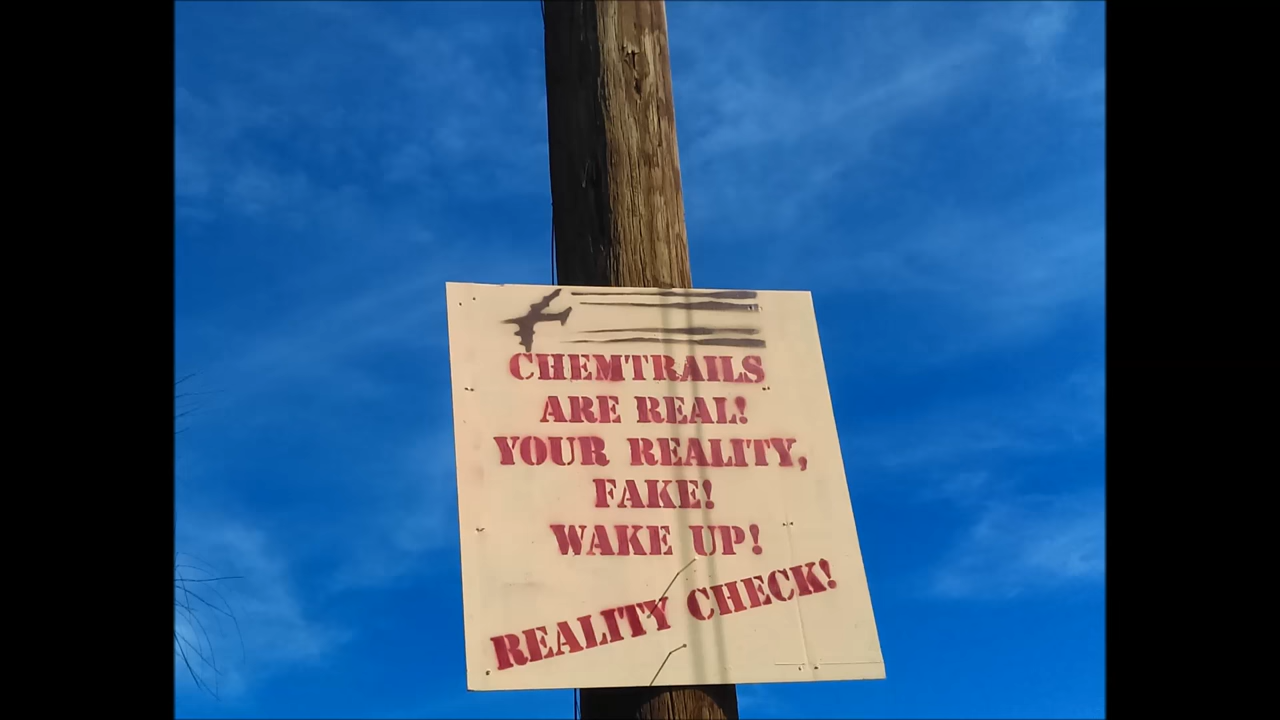 CHEMTRAILS
ARE REAL!
YOUR REALITY,
FAKE!
WAKE UP!
REALITY CHECK!